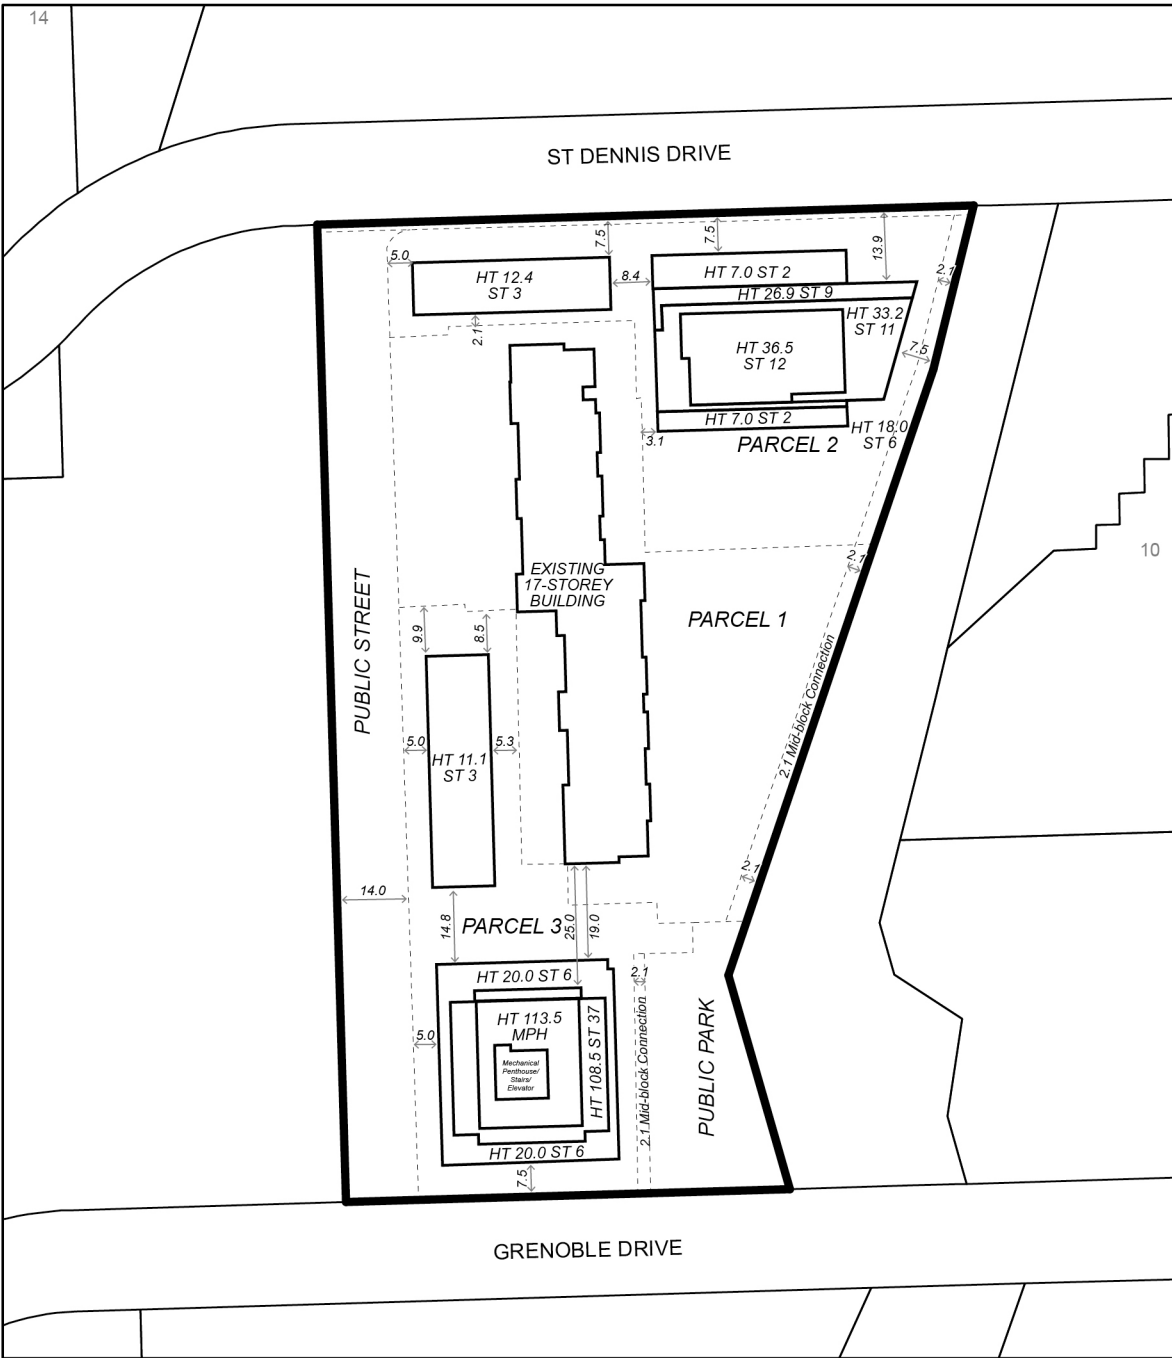 14
ST DENNIS DRIVE
7.5
7.5
13.9
5.0
HT 12.4
ST 3
8.4
HT 7.0 ST 2
2.1
HT 26.9 ST 9
HT 33.2
ST 11
2.1
HT 36.5
ST 12
7.5
HT 7.0 ST 2
3.1
HT 18.0
ST 6
PARCEL 2
10
2.1
EXISTING
17-STOREY
BUILDING
PUBLIC STREET
PARCEL 1
9.9
8.5
2.1 Mid-block Connection
5.0
5.3
HT 11.1
ST 3
2.1
14.0
14.8
PARCEL 3
25.0
19.0
HT 20.0 ST 6
2.1
HT 113.5
MPH
HT 108.5 ST 37
5.0
2.1 Mid-block Connection
PUBLIC PARK
Mechanical
Penthouse/
Stairs/
Elevator
HT 20.0 ST 6
7.5
GRENOBLE DRIVE